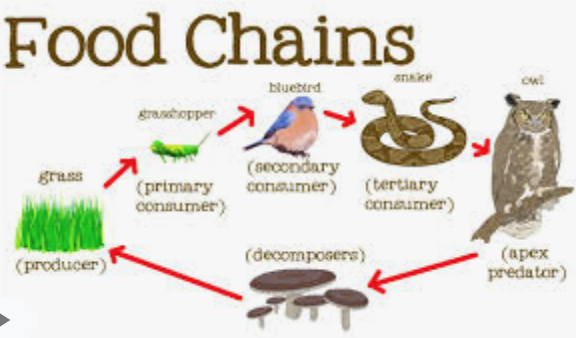 Food Chains
grass
(producer)
grasshopper
(primary
consumer)
bluebird
(secondary
consumer)
snake
(tertiary
consumer)
owl
(apex
predator)
(decomposers)